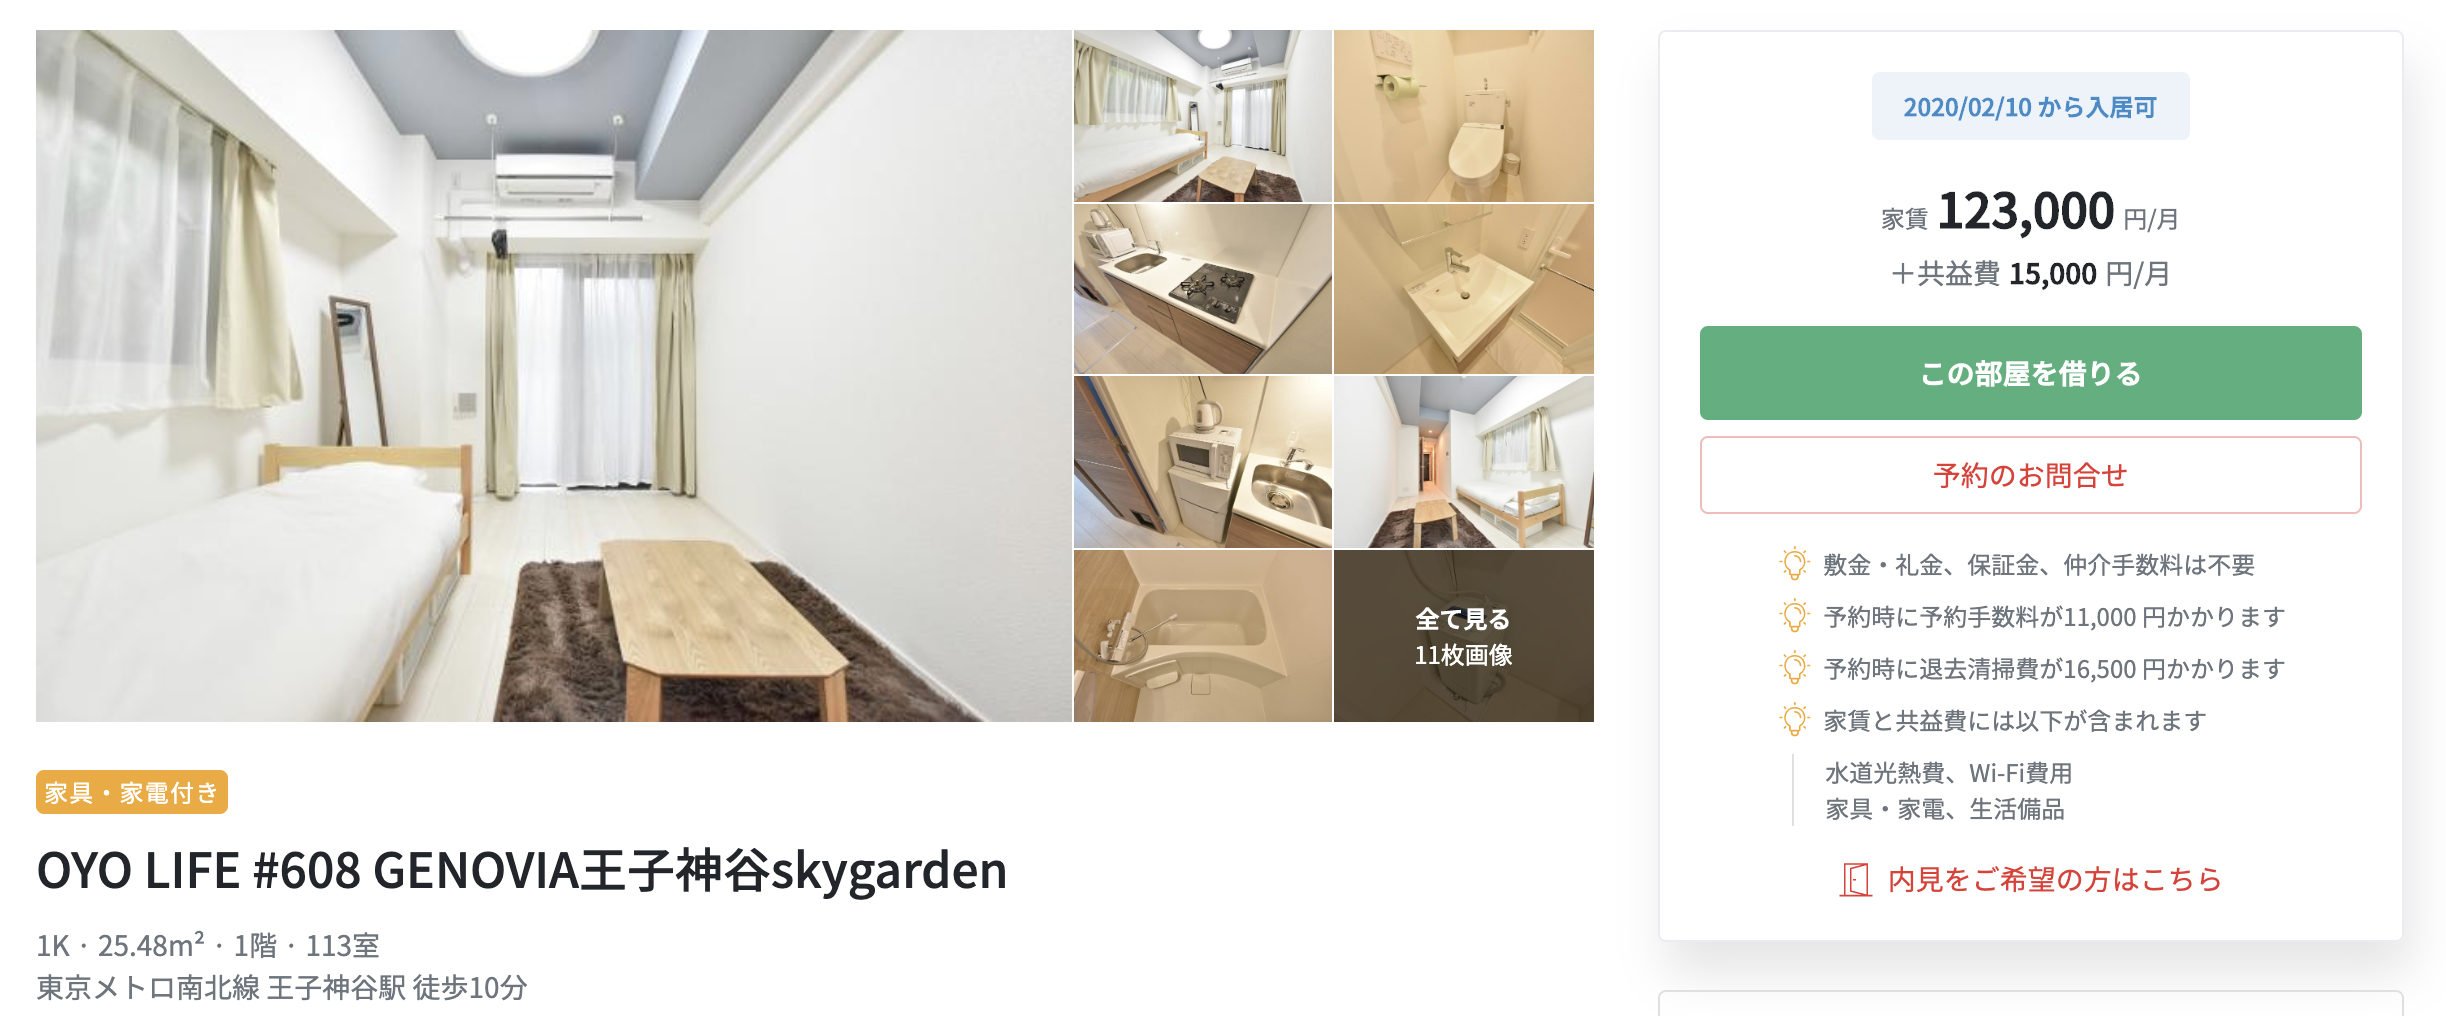 全て見る
11枚画像
家具・家電付き
OYO LIFE #608 GENOVIA王子神谷skygarden
1K · 25.48m² · 1階 · 113室
東京メトロ南北線 王子神谷駅 徒歩10分
2020/02/10 から入居可
家賃 123,000 円/月
＋共益費 15,000 円/月
この部屋を借りる
予約のお問合せ
敷金・礼金、保証金、仲介手数料は不要
予約時に予約手数料が11,000 円かかります
予約時に退去清掃費が16,500 円かかります
家賃と共益費には以下が含まれます
水道光熱費、Wi-Fi費用
家具・家電、生活備品
内見をご希望の方はこちら